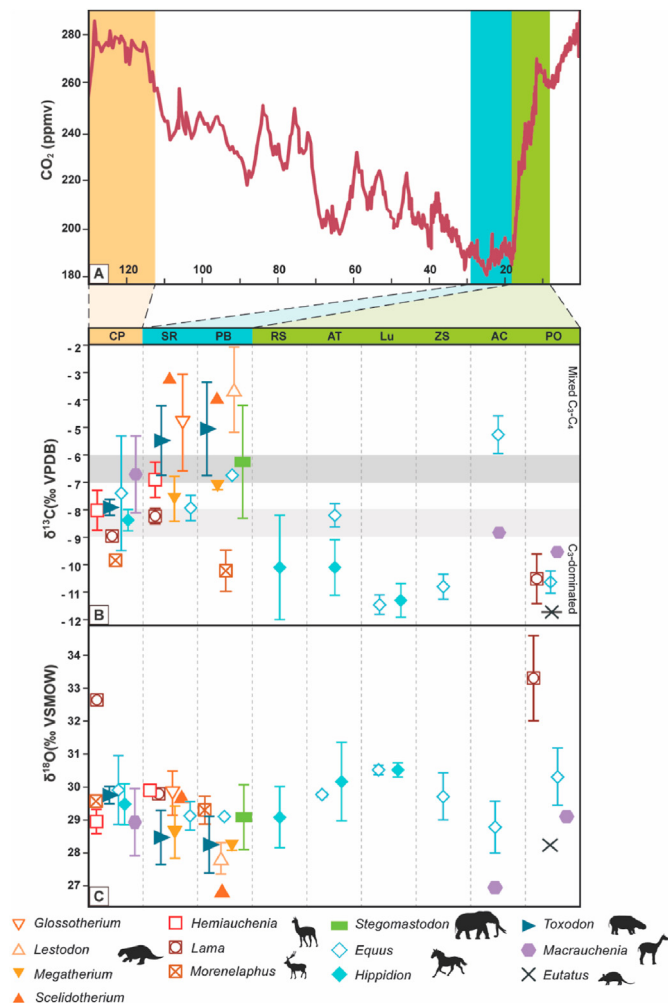 280
260
240
220
200
180
CO₂ (ppmv)
A
120 100 80 60 40 20
CP SR PB RS AT Lu ZS AC PO
- 2
- 3
- 4
- 5
- 6
- 7
- 8
- 9
- 10
- 11
- 12
δ¹³C(‰ VPDB)
Mixed C₃-C₄
C₃-dominated
B
33
32
31
30
29
28
27
δ¹⁸O(‰ VSMOW)
C
Glossotherium Hemiauchenia Stegomastodon Toxodon
Lestodon Lama Equus Macrauchenia
Megatherium Morenelaphus Hippidion Eutatus
Scelidotherium